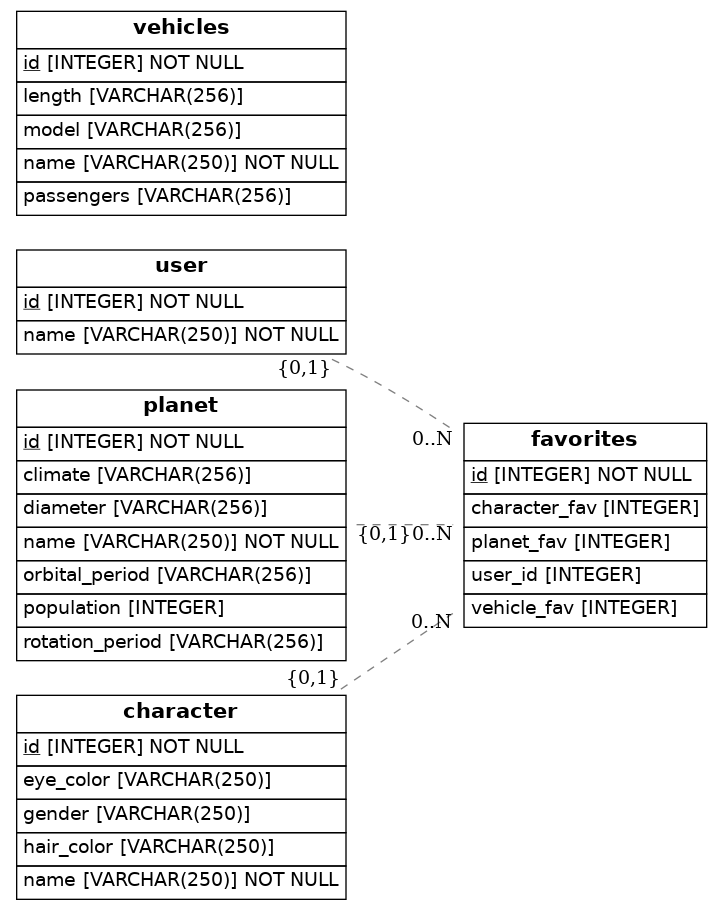 vehicles
id [INTEGER] NOT NULL
length [VARCHAR(256)]
model [VARCHAR(256)]
name [VARCHAR(250)] NOT NULL
passengers [VARCHAR(256)]
user
id [INTEGER] NOT NULL
name [VARCHAR(250)] NOT NULL
{0,1}
0..N
planet
id [INTEGER] NOT NULL
climate [VARCHAR(256)]
diameter [VARCHAR(256)]
name [VARCHAR(250)] NOT NULL
orbital_period [VARCHAR(256)]
population [INTEGER]
rotation_period [VARCHAR(256)]
{0,1}
0..N
favorites
id [INTEGER] NOT NULL
character_fav [INTEGER]
planet_fav [INTEGER]
user_id [INTEGER]
vehicle_fav [INTEGER]
0..N
{0,1}
character
id [INTEGER] NOT NULL
eye_color [VARCHAR(250)]
gender [VARCHAR(250)]
hair_color [VARCHAR(250)]
name [VARCHAR(250)] NOT NULL